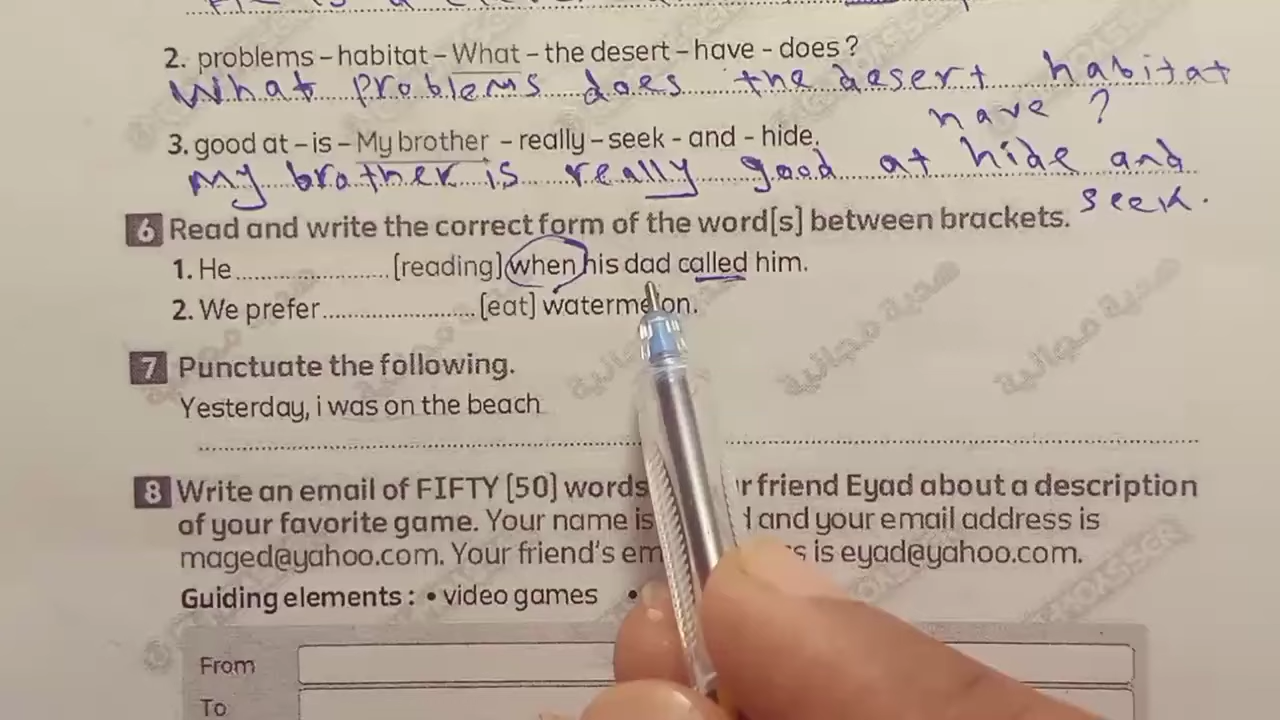 2. problems – habitat – What – the desert – have - does ?
What problems does the desert habitat
have ?
3. good at – is – My brother – really – seek - and - hide.
My brother is really good at hide and
seek.
6 Read and write the correct form of the word[s] between brackets.
1. He........................ [reading] when his dad called him.
2. We prefer........................ [eat] watermelon.
7 Punctuate the following.
Yesterday, i was on the beach
8 Write an email of FIFTY [50] words r friend Eyad about a description
of your favorite game. Your name is and your email address is
maged@yahoo.com. Your friend's em s is eyad@yahoo.com.
Guiding elements : • video games •
From
To